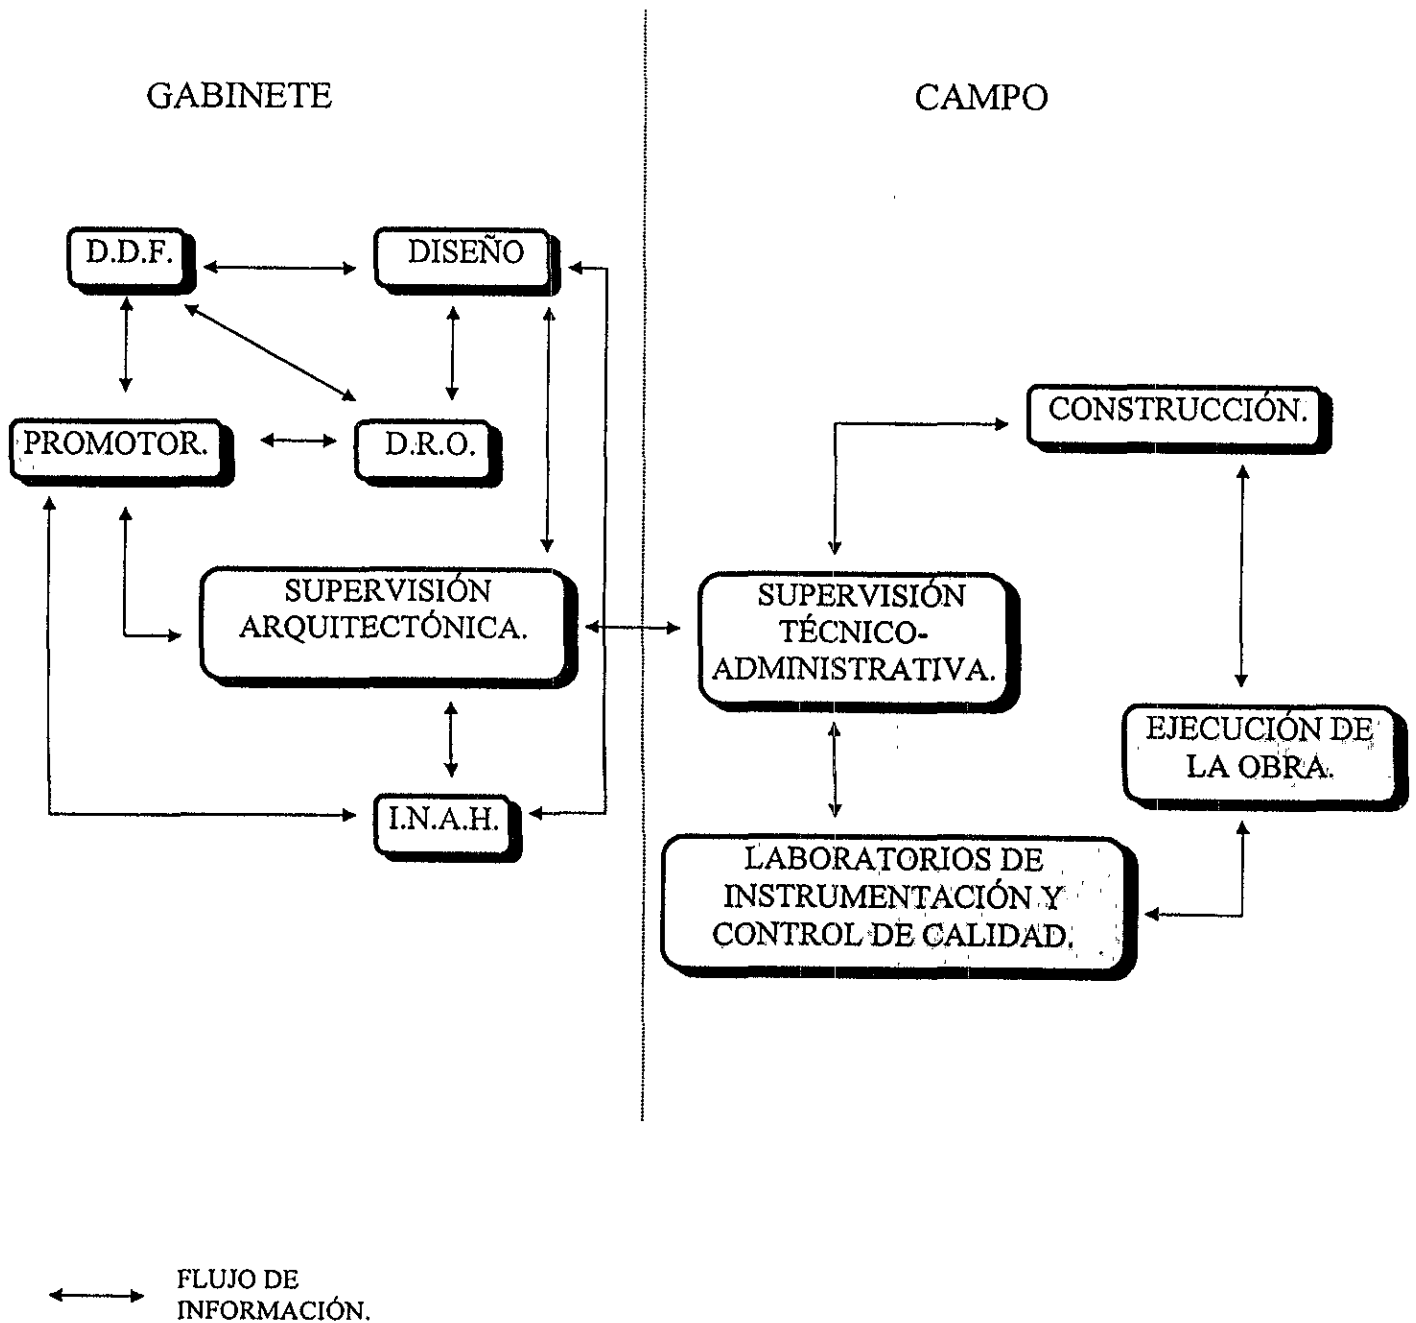 GABINETE
CAMPO
D.D.F.
DISEÑO
PROMOTOR.
D.R.O.
CONSTRUCCIÓN.
SUPERVISIÓN
ARQUITECTÓNICA.
SUPERVISIÓN
TÉCNICO-
ADMINISTRATIVA.
EJECUCIÓN DE
LA OBRA.
I.N.A.H.
LABORATORIOS DE
INSTRUMENTACIÓN Y
CONTROL DE CALIDAD.
FLUJO DE
INFORMACIÓN.